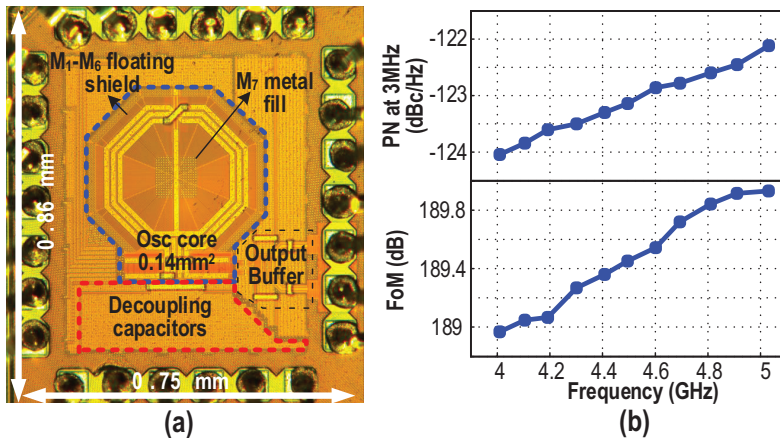 M₁-M₆ floating
shield
M₇ metal
fill
0.86 mm
Osc core
0.14mm²
Output
Buffer
Decoupling
capacitors
0.75 mm
(a)
PN at 3MHz
(dBc/Hz)
-122
-123
-124
FoM (dB)
189.8
189.4
189
4
4.2
4.4
4.6
4.8
5
Frequency (GHz)
(b)